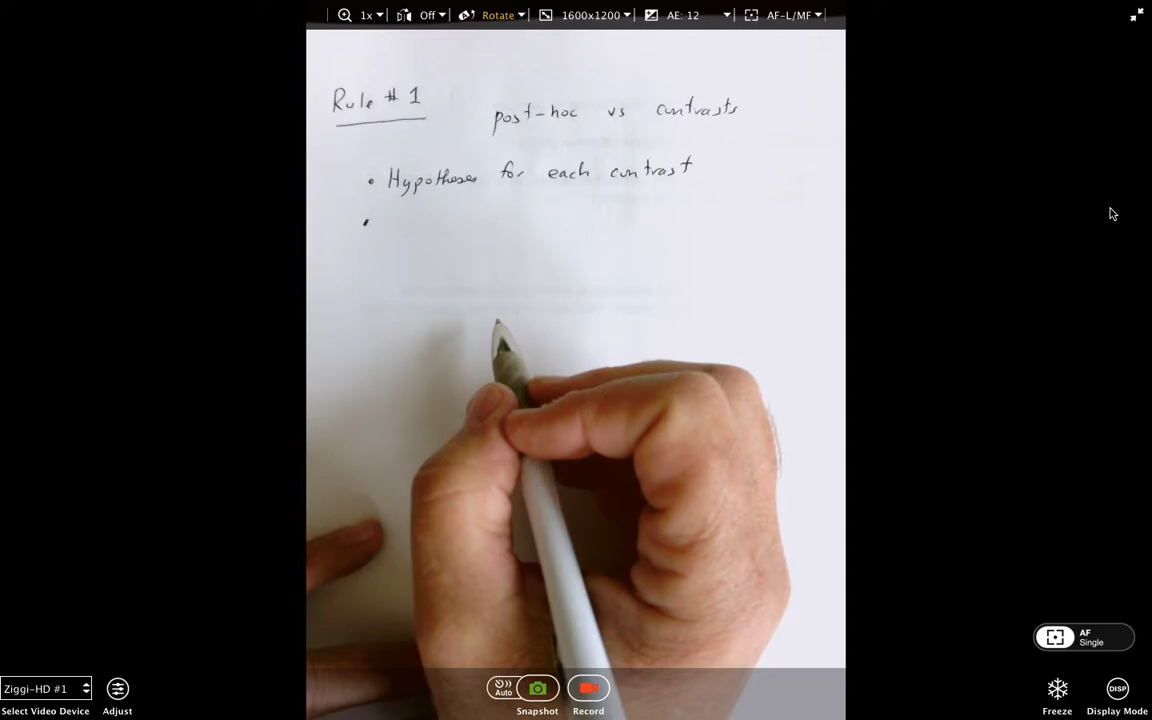 1x
Off
Rotate
1600x1200
AE: 12
AF-L/MF
Rule # 1
post-hoc vs contrasts
• Hypotheses for each contrast
•
AF
Single
Ziggi-HD #1
Auto
Select Video Device
Adjust
Snapshot
Record
DISP
Freeze
Display Mode